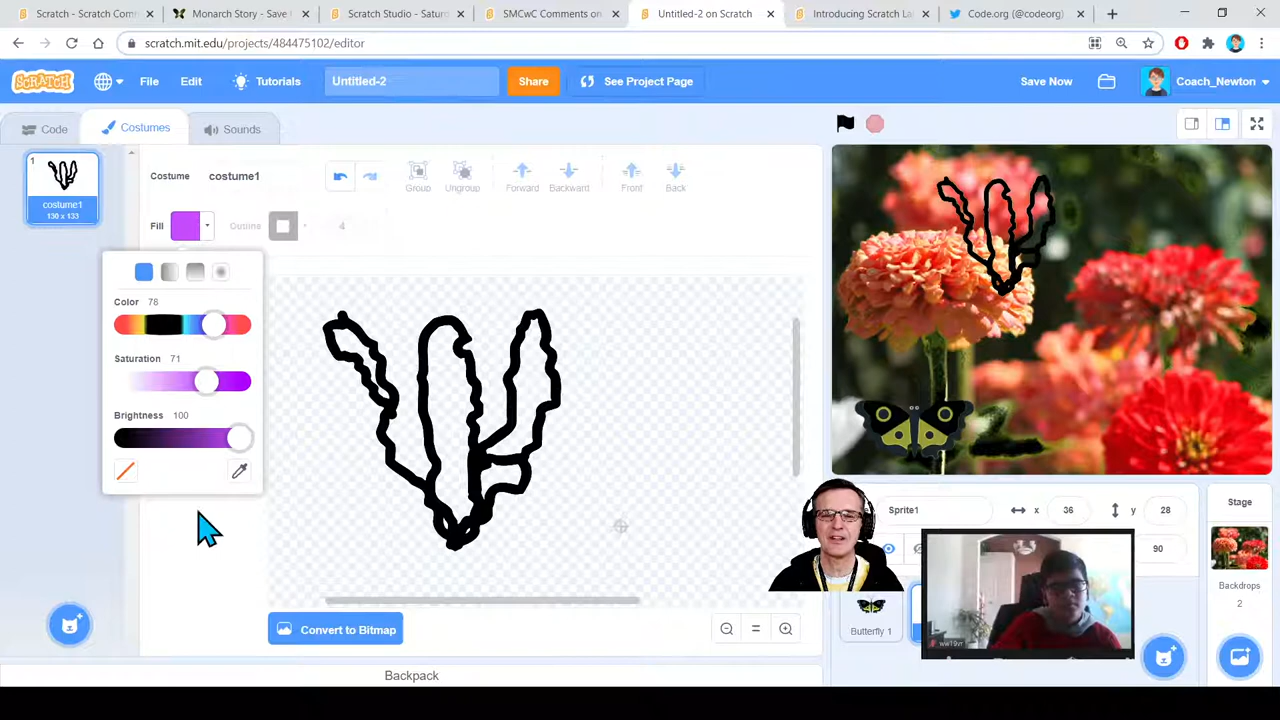 Scratch - Scratch Com
Monarch Story - Save
Scratch Studio - Satur
SMCwC Comments on
Untitled-2 on Scratch
Introducing Scratch La
Code.org (@codeorg)
scratch.mit.edu/projects/484475102/editor
SCRATCH
File
Edit
Tutorials
Untitled-2
Share
See Project Page
Save Now
Coach_Newton
Code
Costumes
Sounds
1
costume1
130 x 133
Costume
costume1
Group
Ungroup
Forward
Backward
Front
Back
Fill
Outline
4
Color 78
Saturation 71
Brightness 100
Convert to Bitmap
Backpack
Sprite1
x 36
y 28
90
Butterfly 1
Stage
Backdrops
2
ww19vr